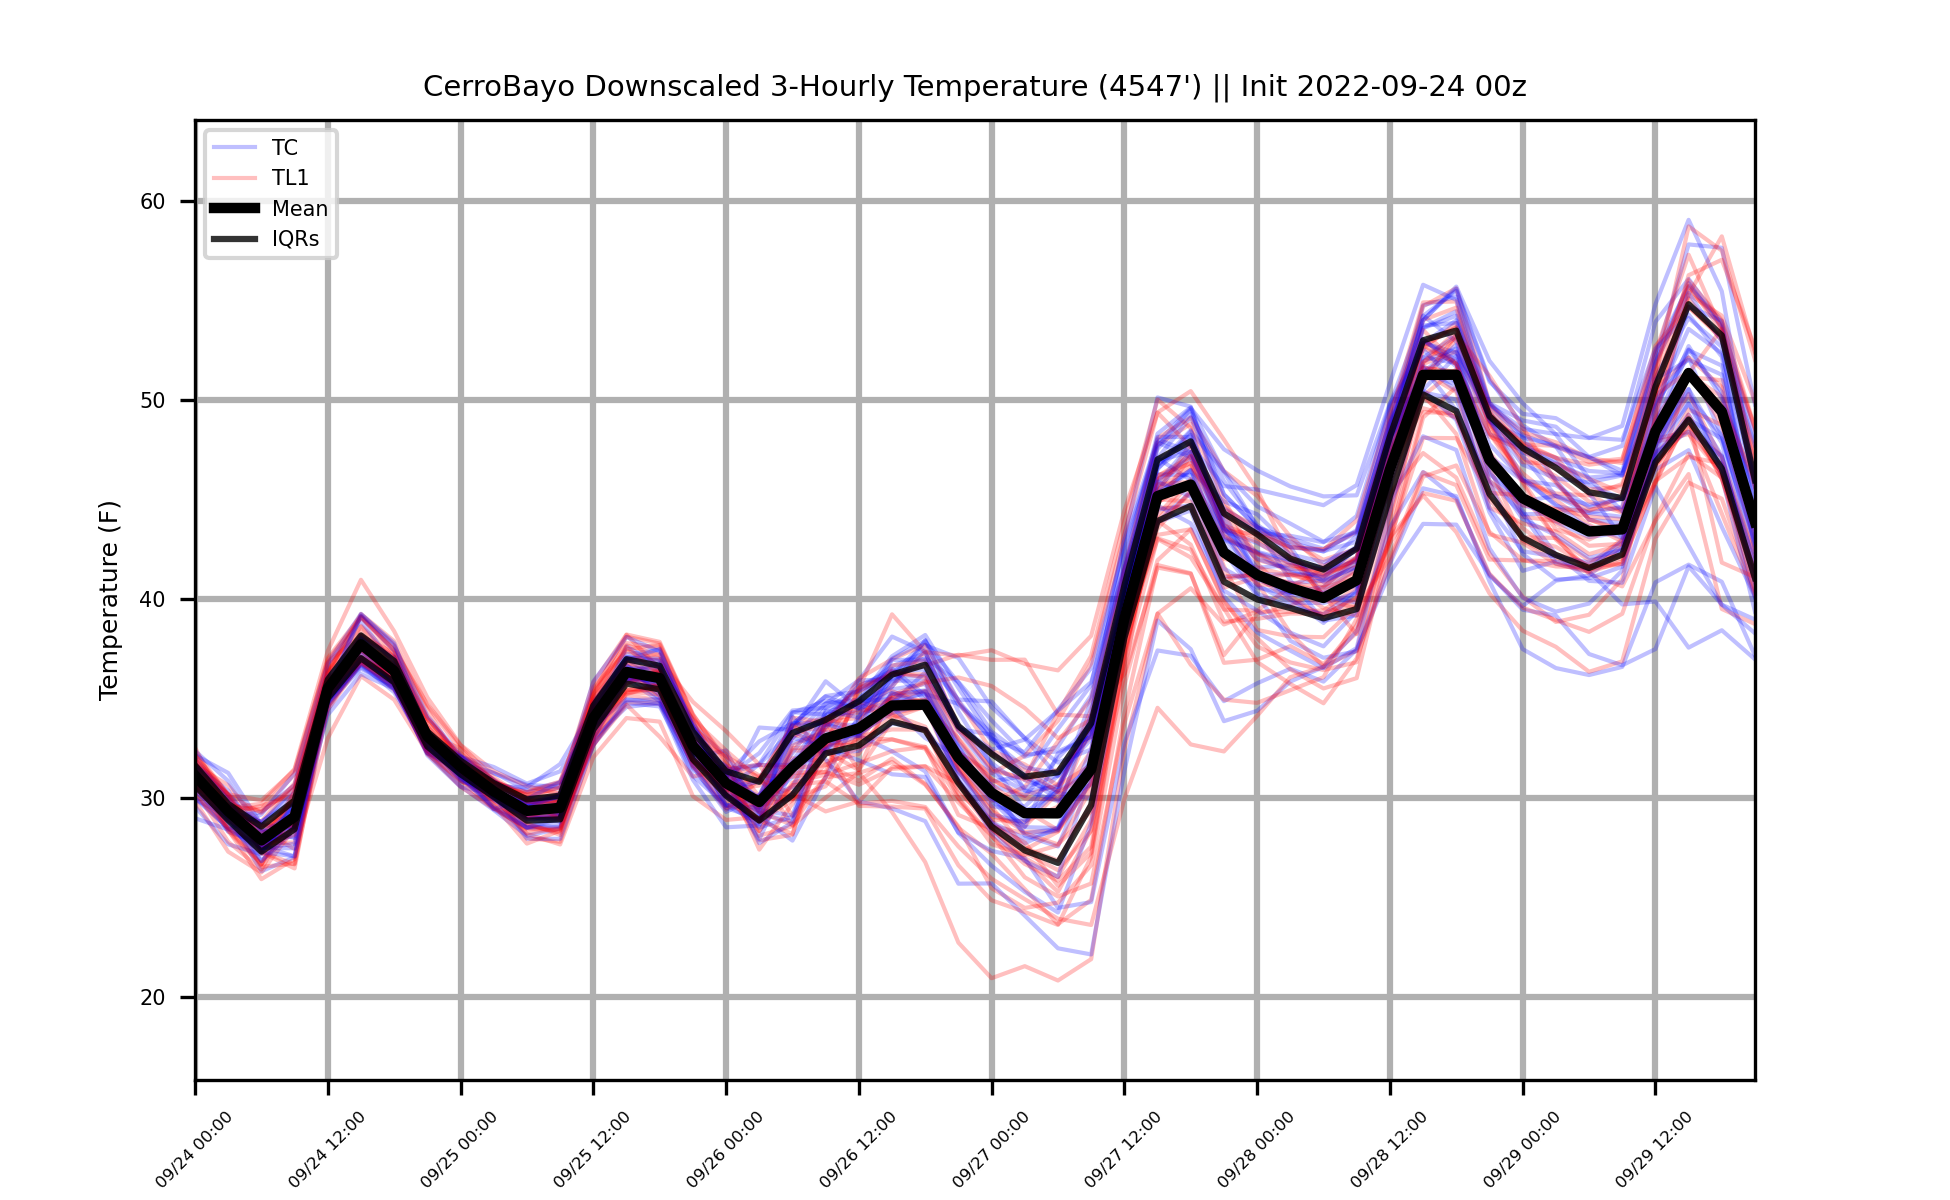 CerroBayo Downscaled 3-Hourly Temperature (4547') || Init 2022-09-24 00z
TC
TL1
Mean
IQRs
Temperature (F)
60
50
40
30
20
09/24 00:00
09/24 12:00
09/25 00:00
09/25 12:00
09/26 00:00
09/26 12:00
09/27 00:00
09/27 12:00
09/28 00:00
09/28 12:00
09/29 00:00
09/29 12:00